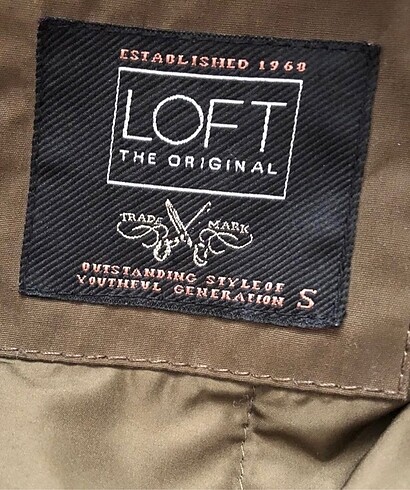 ESTABLISHED 1968
LOFT
THE ORIGINAL
TRADE MARK
OUTSTANDING STYLE OF
YOUTHFUL GENERATION S